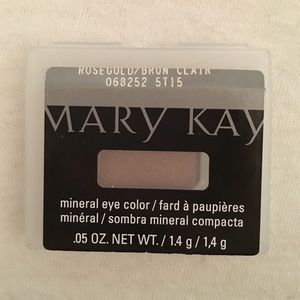 ROSEGOLD/BRUN CLAIR
068252 5T15
MARY KAY
mineral eye color / fard à paupières
minéral / sombra mineral compacta
.05 OZ. NET WT. / 1.4 g / 1,4 g